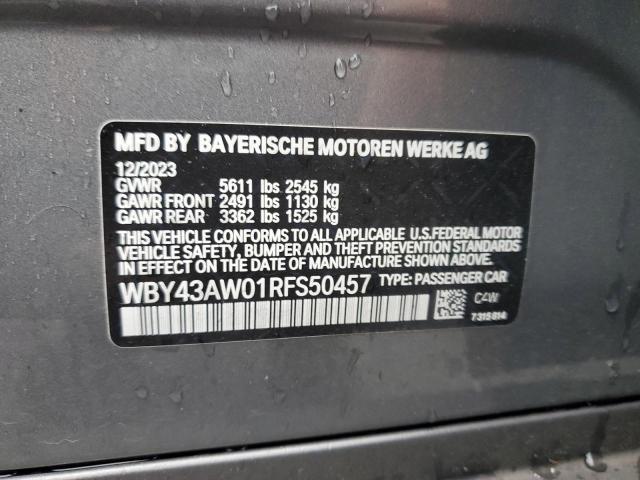 MFD BY BAYERISCHE MOTOREN WERKE AG
12/2023
GVWR 5611 lbs 2545 kg
GAWR FRONT 2491 lbs 1130 kg
GAWR REAR 3362 lbs 1525 kg
THIS VEHICLE CONFORMS TO ALL APPLICABLE U.S.FEDERAL MOTOR
VEHICLE SAFETY, BUMPER AND THEFT PREVENTION STANDARDS
IN EFFECT ON THE DATE OF MANUFACTURE SHOWN ABOVE.
WBY43AW01RFS50457 TYPE: PASSENGER CAR
C4W
7315814